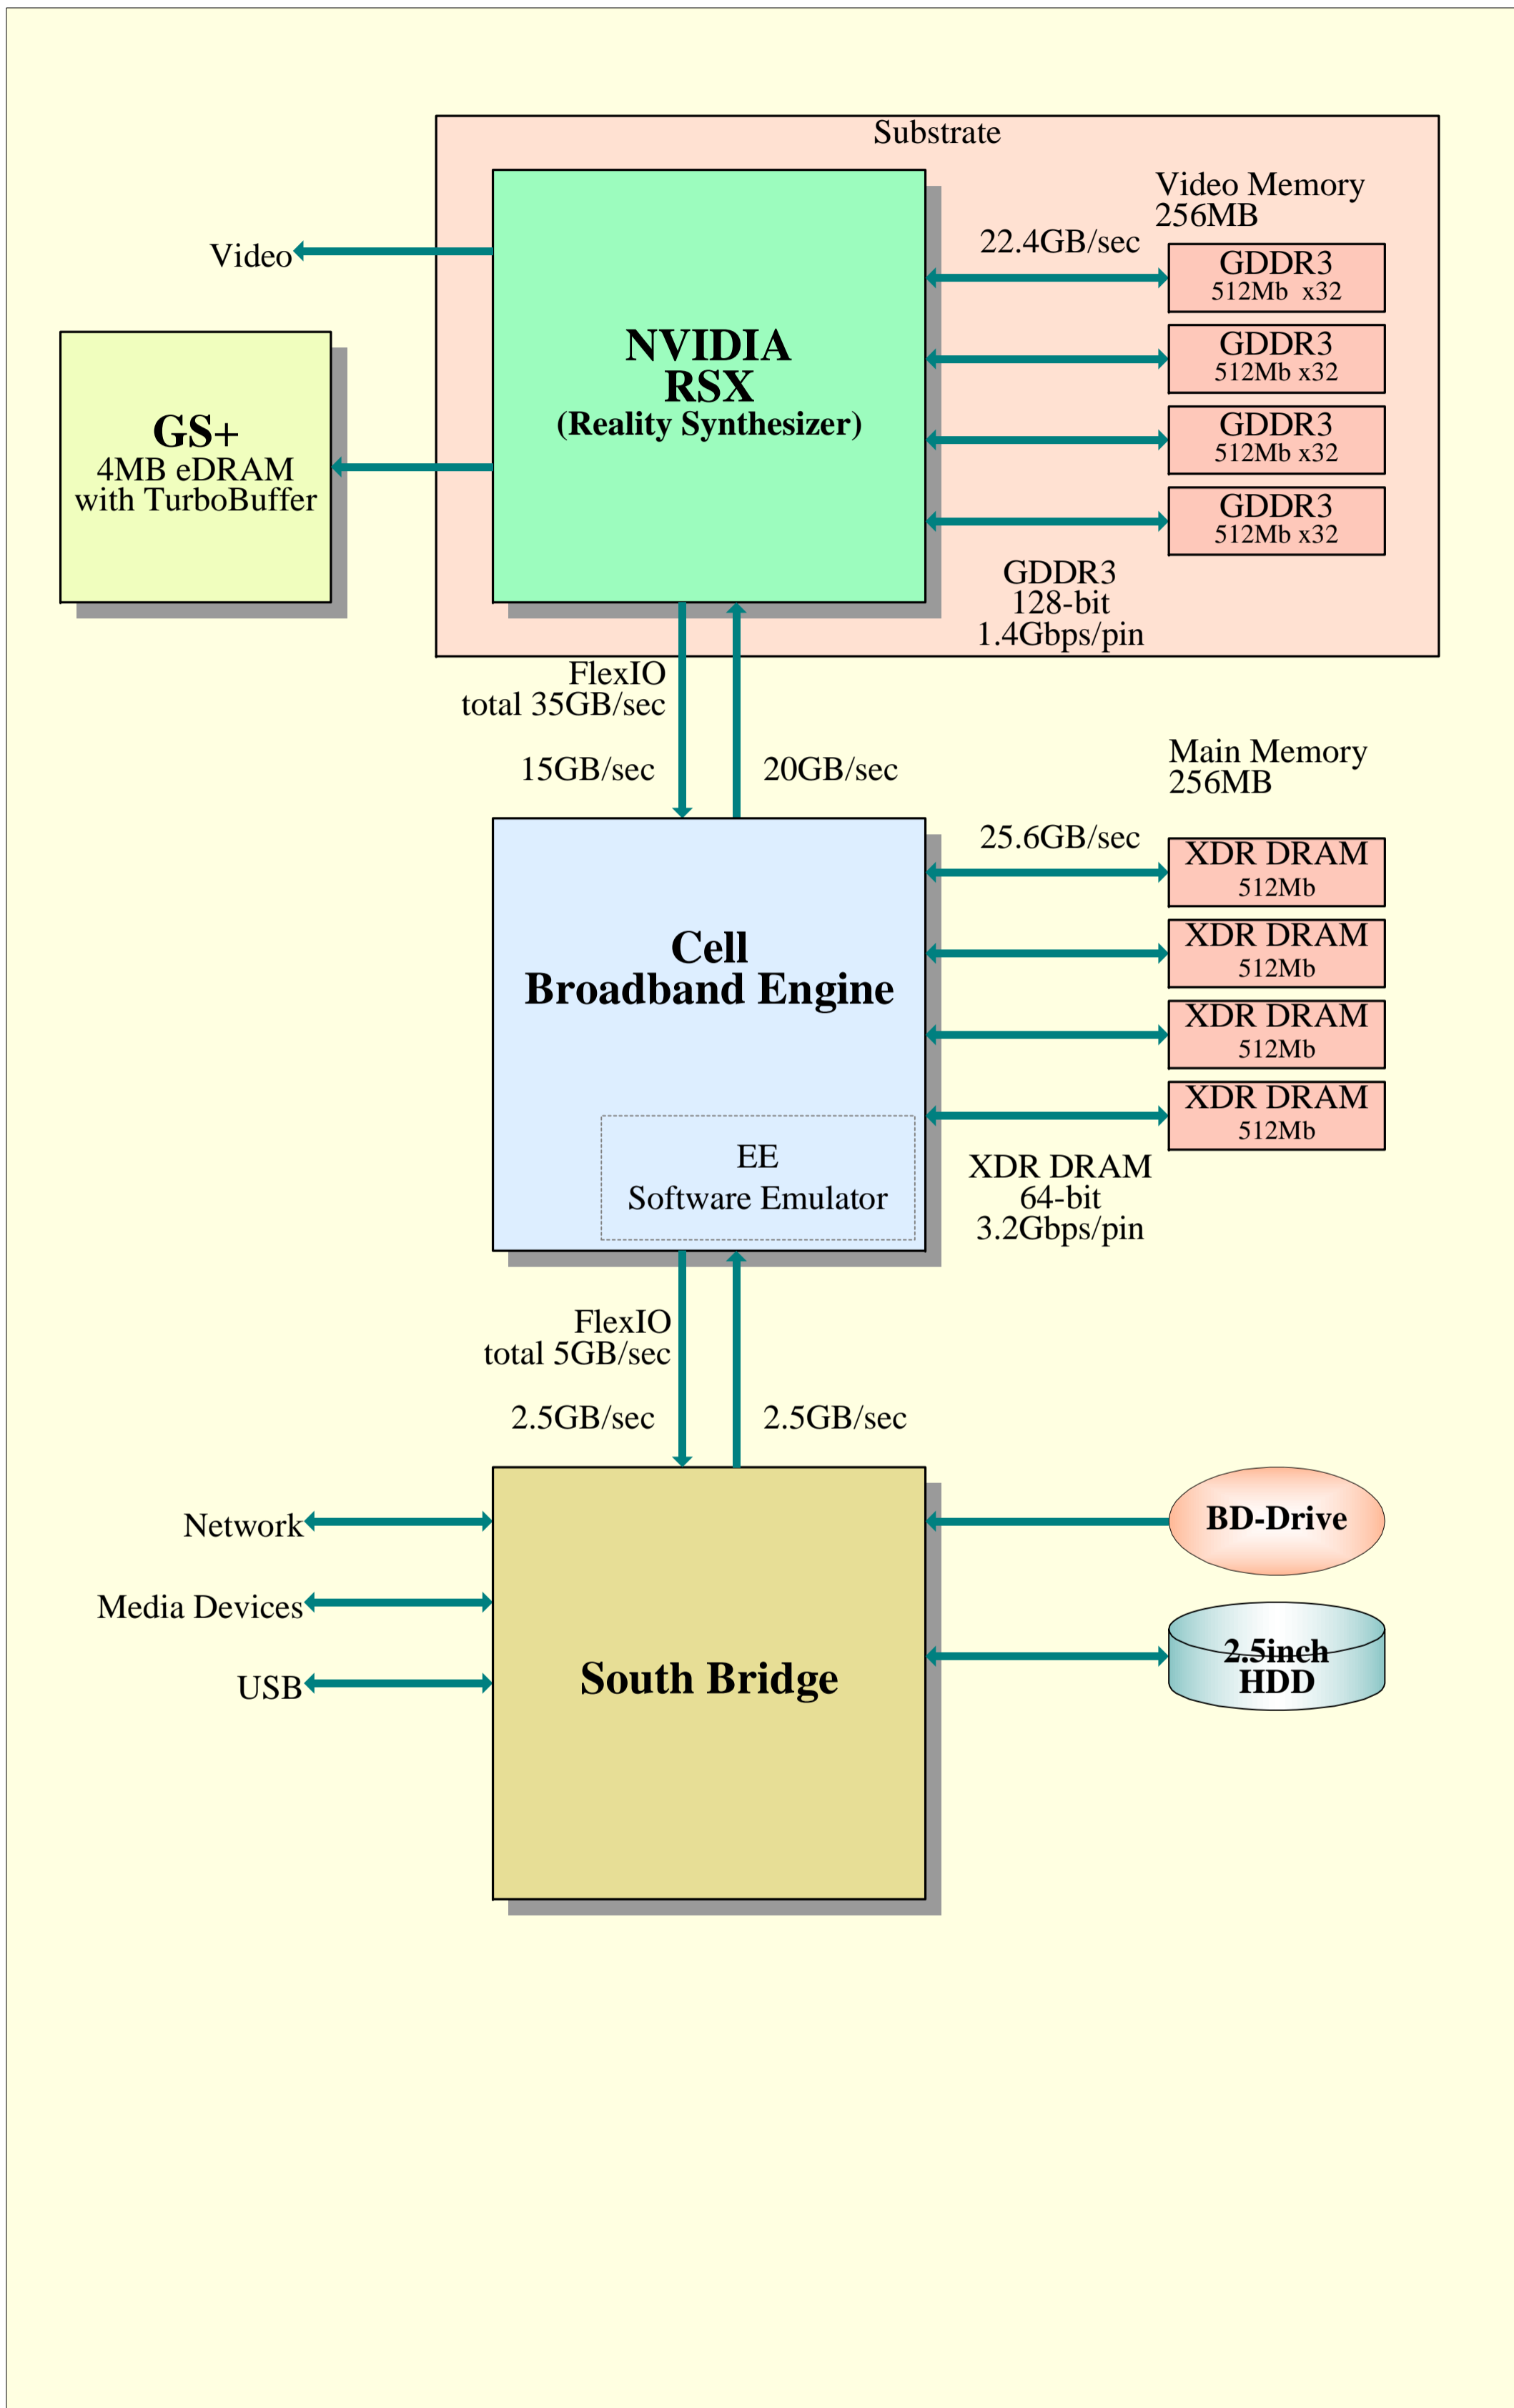 Substrate
Video Memory
256MB
22.4GB/sec
Video
GDDR3
512Mb  x32
NVIDIA
RSX
(Reality Synthesizer)
GDDR3
512Mb x32
GS+
4MB eDRAM
with TurboBuffer
GDDR3
512Mb x32
GDDR3
512Mb x32
GDDR3
128-bit
1.4Gbps/pin
FlexIO
total 35GB/sec
15GB/sec
20GB/sec
Main Memory
256MB
25.6GB/sec
XDR DRAM
512Mb
Cell
Broadband Engine
XDR DRAM
512Mb
XDR DRAM
512Mb
XDR DRAM
512Mb
EE
Software Emulator
XDR DRAM
64-bit
3.2Gbps/pin
FlexIO
total 5GB/sec
2.5GB/sec
2.5GB/sec
Network
BD-Drive
Media Devices
South Bridge
2.5inch
HDD
USB